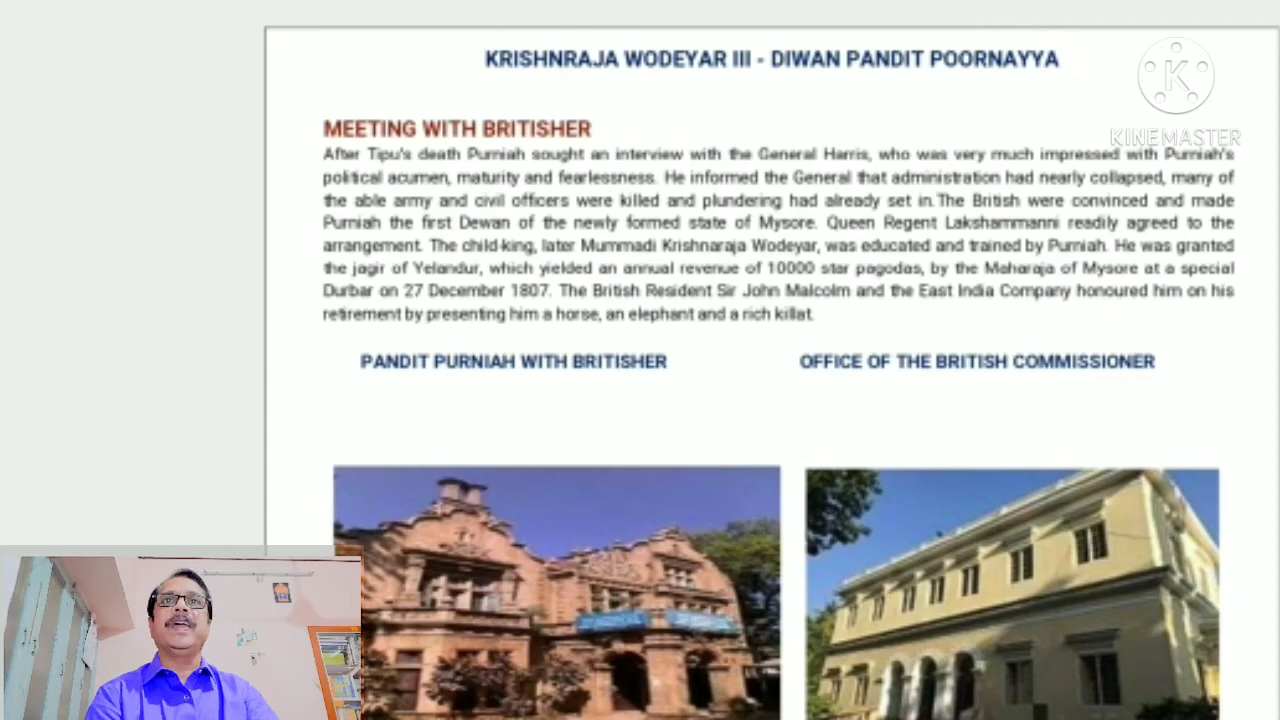 KRISHNRAJA WODEYAR III - DIWAN PANDIT POORNAYYA
K
KINEMASTER
MEETING WITH BRITISHER
After Tipu's death Purniah sought an interview with the General Harris, who was very much impressed with Purniah's
political acumen, maturity and fearlessness. He informed the General that administration had nearly collapsed, many of
the able army and civil officers were killed and plundering had already set in.The British were convinced and made
Purniah the first Dewan of the newly formed state of Mysore. Queen Regent Lakshammanni readily agreed to the
arrangement. The child-king, later Mummadi Krishnaraja Wodeyar, was educated and trained by Purniah. He was granted
the jagir of Yelandur, which yielded an annual revenue of 10000 star pagodas, by the Maharaja of Mysore at a special
Durbar on 27 December 1807. The British Resident Sir John Malcolm and the East India Company honoured him on his
retirement by presenting him a horse, an elephant and a rich killat.
PANDIT PURNIAH WITH BRITISHER
OFFICE OF THE BRITISH COMMISSIONER